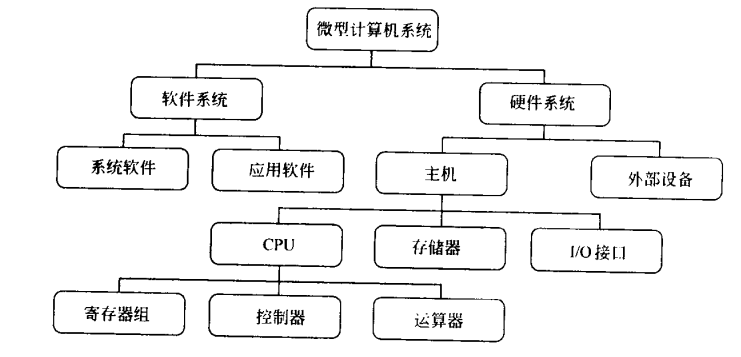 微型计算机系统
软件系统
硬件系统
系统软件
应用软件
主机
外部设备
CPU
存储器
I/O 接口
寄存器组
控制器
运算器